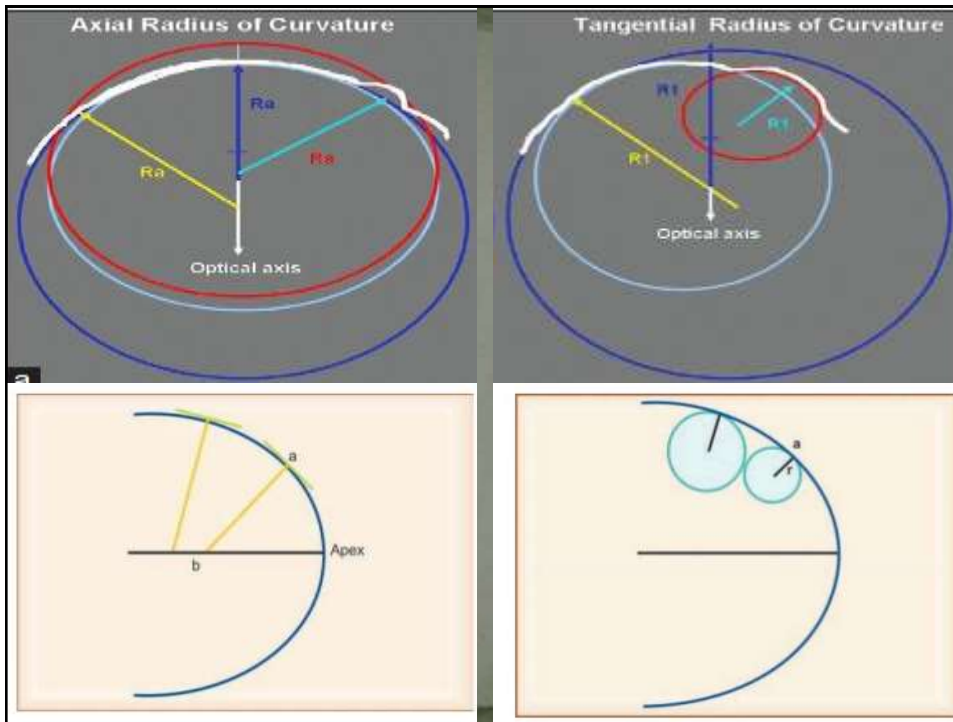 Axial Radius of Curvature
Ra
Ra
Ra
Optical axis
a
Tangential Radius of Curvature
R1
R1
R1
Optical axis
a
Apex
b
a
r